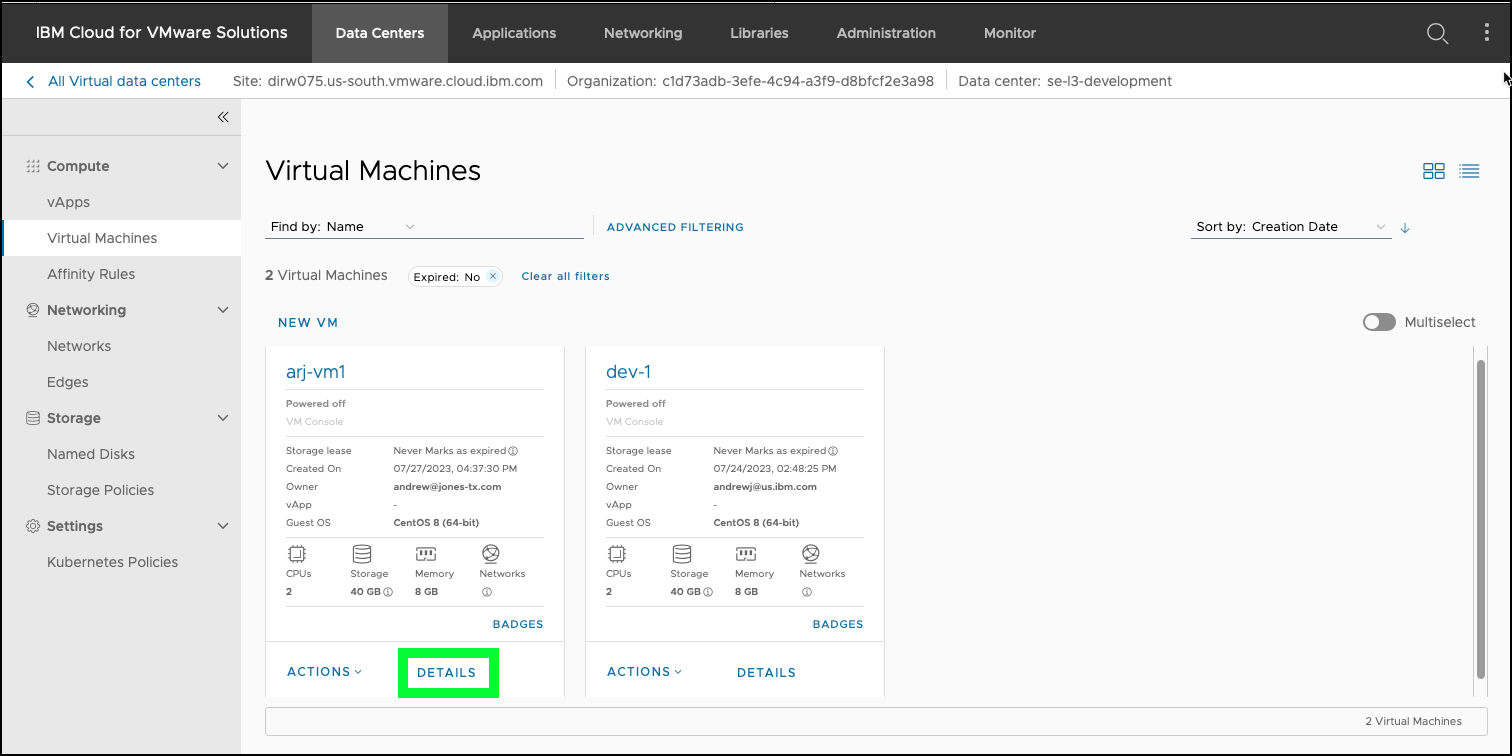 IBM Cloud for VMware Solutions Data Centers Applications Networking Libraries Administration Monitor
All Virtual data centers Site: dirw075.us-south.vmware.cloud.ibm.com Organization: c1d73adb-3efe-4c94-a3f9-d8bfcf2e3a98 Data center: se-l3-development
Compute
vApps
Virtual Machines
Affinity Rules
Networking
Networks
Edges
Storage
Named Disks
Storage Policies
Settings
Kubernetes Policies
Virtual Machines
Find by: Name ADVANCED FILTERING Sort by: Creation Date
2 Virtual Machines Expired: No Clear all filters
NEW VM Multiselect
arj-vm1
Powered off
VM Console
Storage lease Never Marks as expired
Created On 07/27/2023, 04:37:30 PM
Owner andrew@jones-tx.com
vApp -
Guest OS CentOS 8 (64-bit)
CPUs Storage Memory Networks
2 40 GB 8 GB
BADGES
ACTIONS DETAILS
dev-1
Powered off
VM Console
Storage lease Never Marks as expired
Created On 07/24/2023, 02:48:25 PM
Owner andrewj@us.ibm.com
vApp -
Guest OS CentOS 8 (64-bit)
CPUs Storage Memory Networks
2 40 GB 8 GB
BADGES
ACTIONS DETAILS
2 Virtual Machines